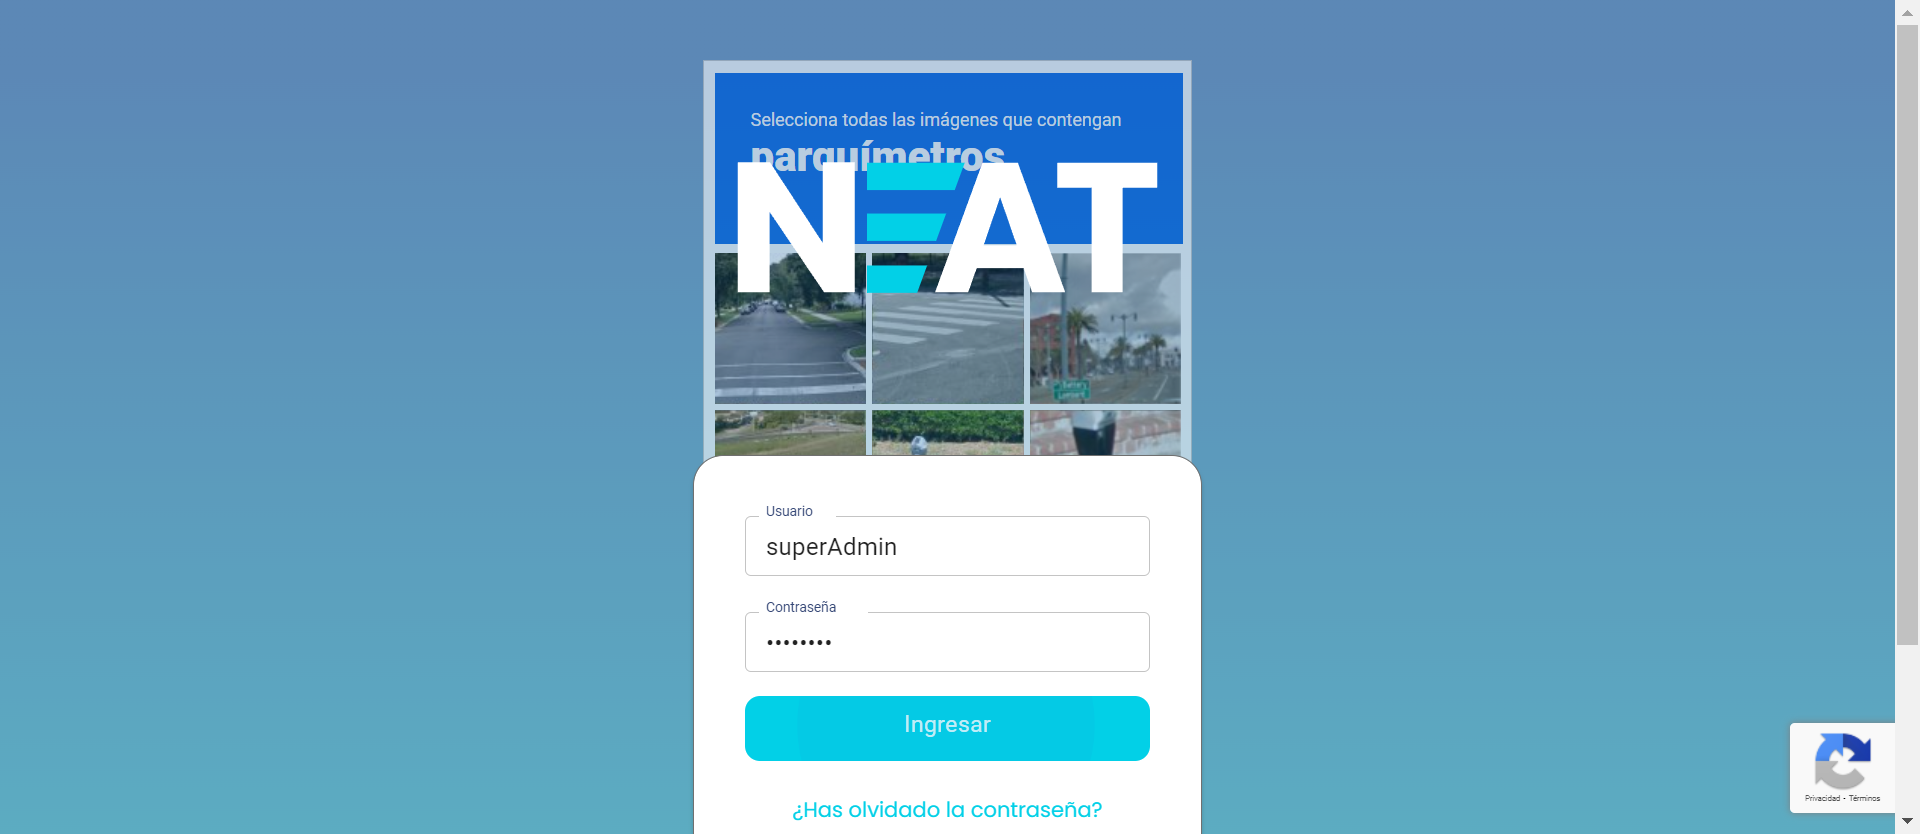 Selecciona todas las imágenes que contengan
parquímetros
NEAT
Usuario
superAdmin
Contraseña
••••••••
Ingresar
¿Has olvidado la contraseña?
Privacidad - Términos